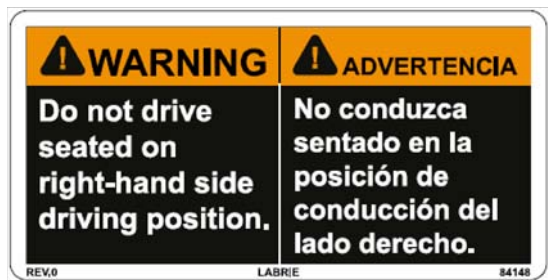 WARNING
Do not drive
seated on
right-hand side
driving position.
ADVERTENCIA
No conduzca
sentado en la
posición de
conducción del
lado derecho.
REV,0 LABRIE 84148